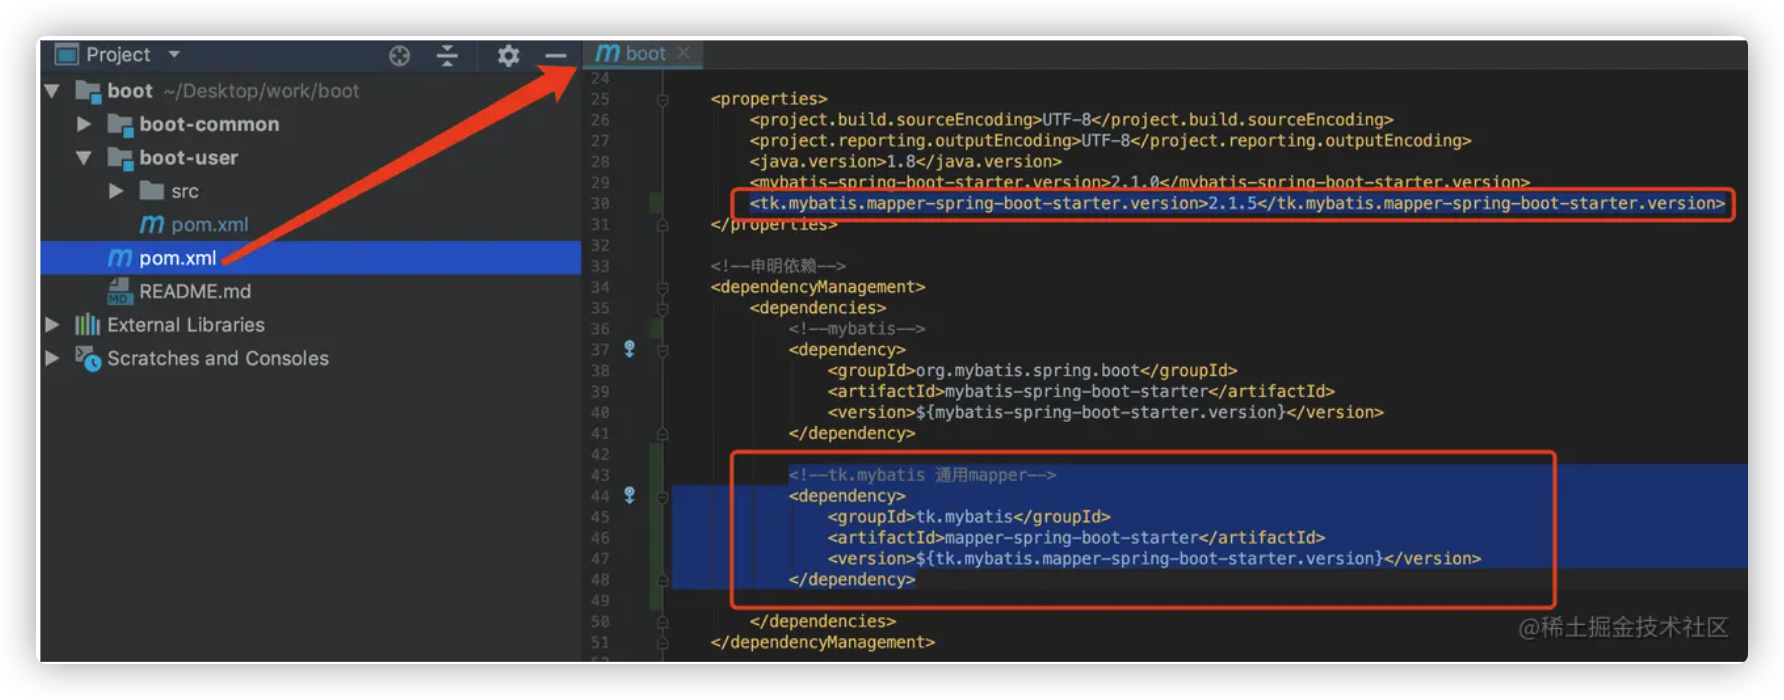 Project
boot ~/Desktop/work/boot
boot-common
boot-user
src
pom.xml
pom.xml
MD README.md
External Libraries
Scratches and Consoles
boot
24
25 <properties>
26 <project.build.sourceEncoding>UTF-8</project.build.sourceEncoding>
27 <project.reporting.outputEncoding>UTF-8</project.reporting.outputEncoding>
28 <java.version>1.8</java.version>
29 <mybatis-spring-boot-starter.version>2.1.0</mybatis-spring-boot-starter.version>
30 <tk.mybatis.mapper-spring-boot-starter.version>2.1.5</tk.mybatis.mapper-spring-boot-starter.version>
31 </properties>
32
33 <!--申明依赖-->
34 <dependencyManagement>
35 <dependencies>
36 <!--mybatis-->
37 <dependency>
38 <groupId>org.mybatis.spring.boot</groupId>
39 <artifactId>mybatis-spring-boot-starter</artifactId>
40 <version>${mybatis-spring-boot-starter.version}</version>
41 </dependency>
42
43 <!--tk.mybatis 通用mapper-->
44 <dependency>
45 <groupId>tk.mybatis</groupId>
46 <artifactId>mapper-spring-boot-starter</artifactId>
47 <version>${tk.mybatis.mapper-spring-boot-starter.version}</version>
48 </dependency>
49
50 </dependencies>
51 </dependencyManagement>
@稀土掘金技术社区